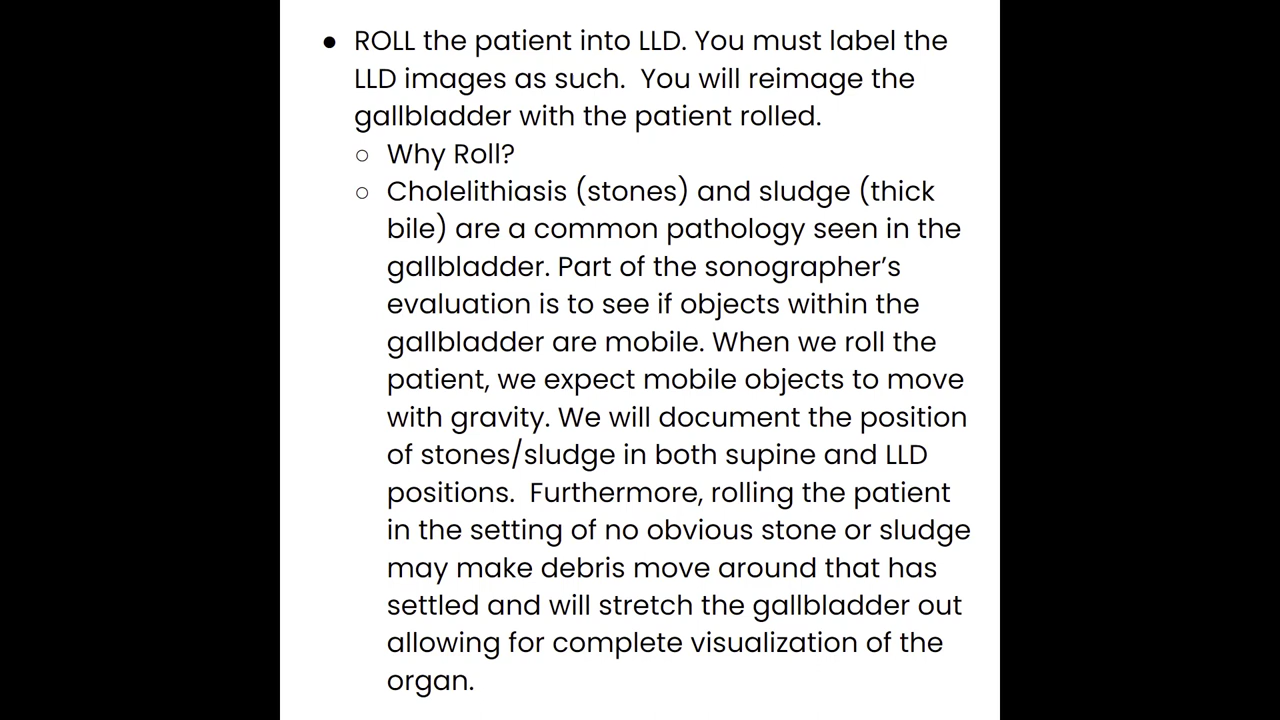 ● ROLL the patient into LLD. You must label the
LLD images as such.  You will reimage the
gallbladder with the patient rolled.
○ Why Roll?
○ Cholelithiasis (stones) and sludge (thick
bile) are a common pathology seen in the
gallbladder. Part of the sonographer’s
evaluation is to see if objects within the
gallbladder are mobile. When we roll the
patient, we expect mobile objects to move
with gravity. We will document the position
of stones/sludge in both supine and LLD
positions.  Furthermore, rolling the patient
in the setting of no obvious stone or sludge
may make debris move around that has
settled and will stretch the gallbladder out
allowing for complete visualization of the
organ.